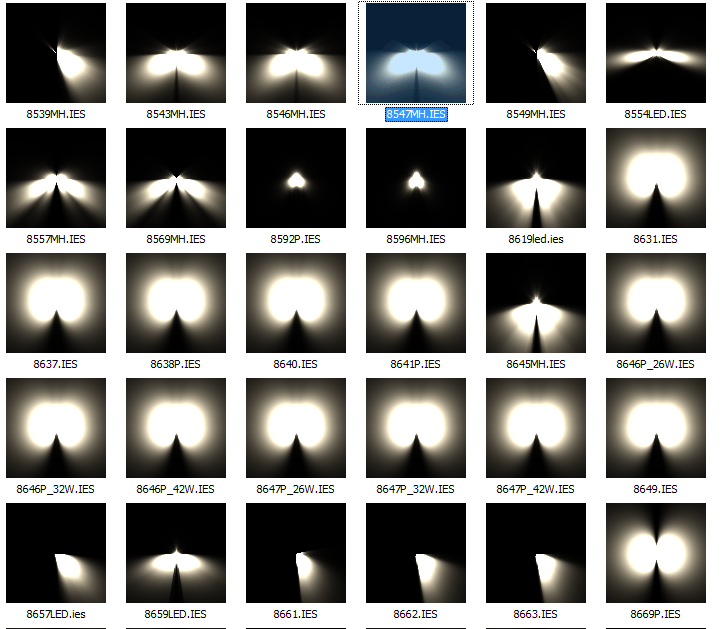 8539MH.IES
8543MH.IES
8546MH.IES
8547MH.IES
8549MH.IES
8554LED.IES
8557MH.IES
8569MH.IES
8592P.IES
8596MH.IES
8619led.ies
8631.IES
8637.IES
8638P.IES
8640.IES
8641P.IES
8645MH.IES
8646P_26W.IES
8646P_32W.IES
8646P_42W.IES
8647P_26W.IES
8647P_32W.IES
8647P_42W.IES
8649.IES
8657LED.ies
8659LED.IES
8661.IES
8662.IES
8663.IES
8669P.IES